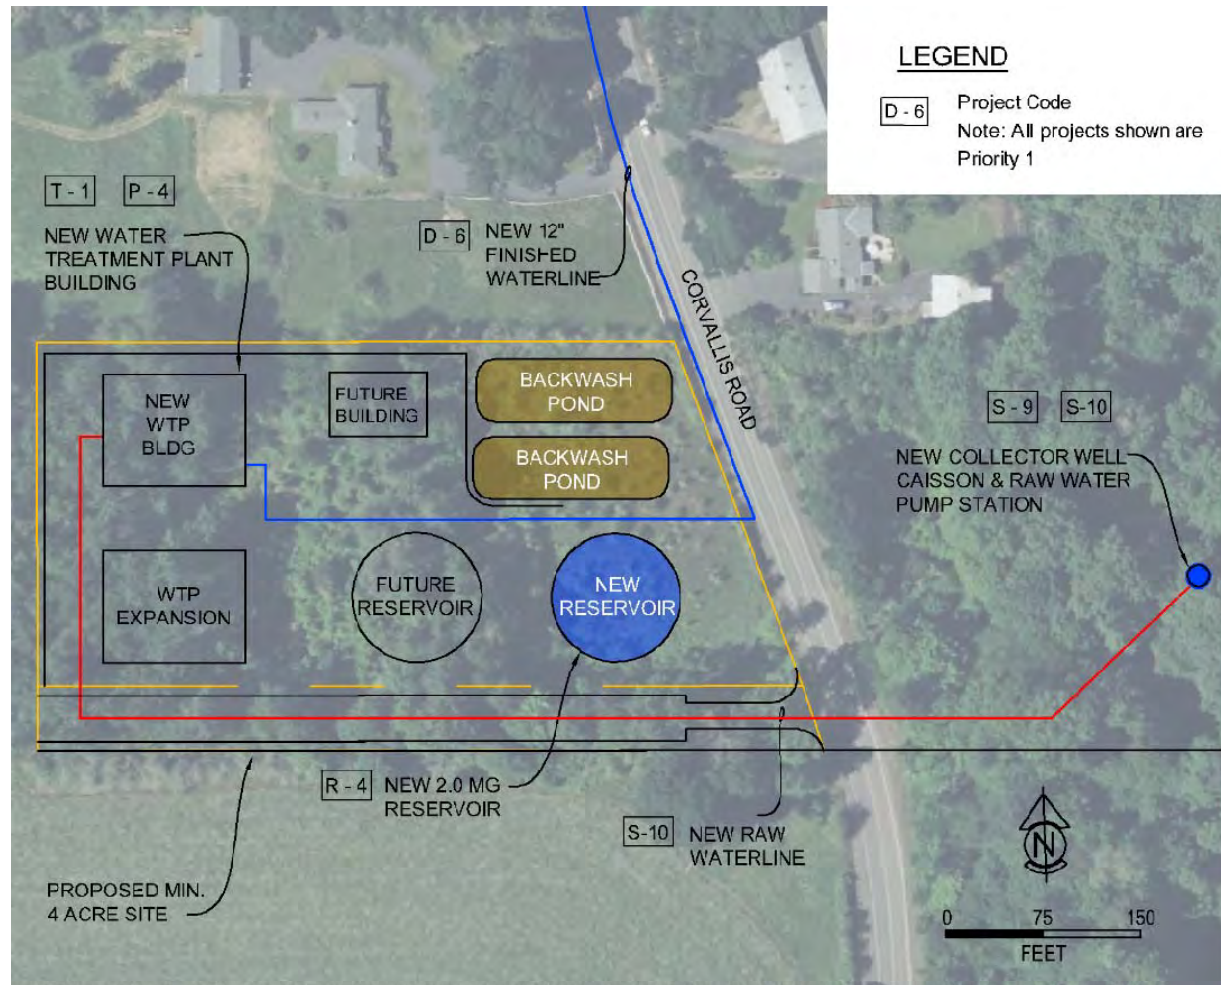 LEGEND
D - 6
Project Code
Note: All projects shown are
Priority 1
T - 1
P - 4
NEW WATER
TREATMENT PLANT
BUILDING
D - 6
NEW 12"
FINISHED
WATERLINE
CORVALLIS ROAD
NEW
WTP
BLDG
FUTURE
BUILDING
BACKWASH
POND
BACKWASH
POND
S - 9
S-10
NEW COLLECTOR WELL
CAISSON & RAW WATER
PUMP STATION
WTP
EXPANSION
FUTURE
RESERVOIR
NEW
RESERVOIR
R - 4
NEW 2.0 MG
RESERVOIR
S-10
NEW RAW
WATERLINE
PROPOSED MIN.
4 ACRE SITE
N
0 75 150
FEET